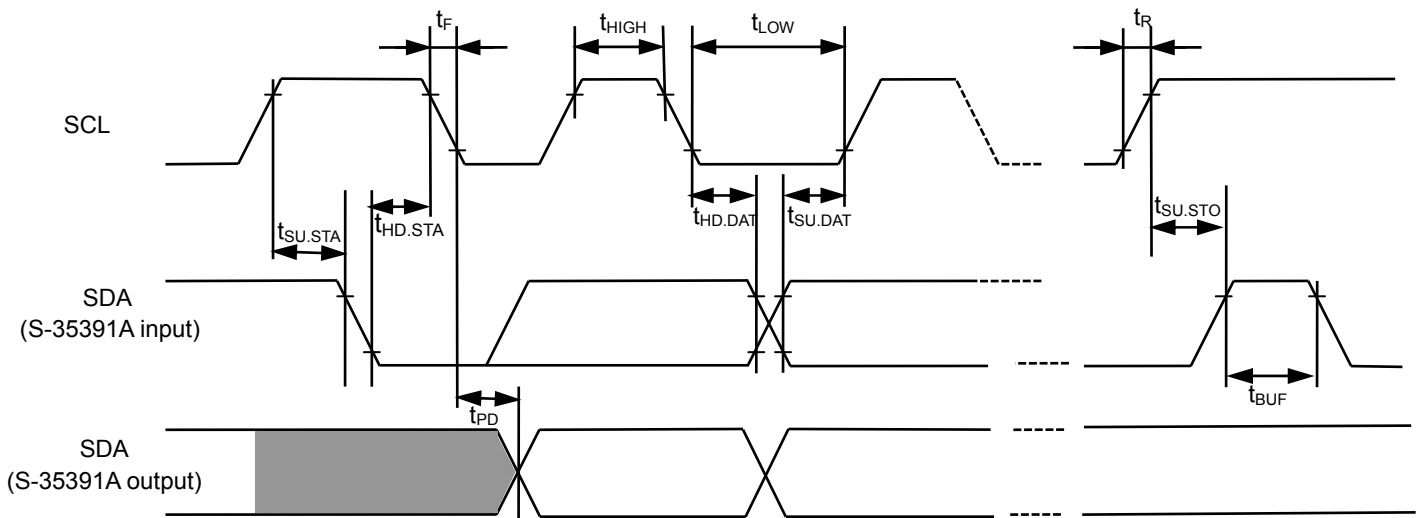 tF
tHIGH
tLOW
tR
SCL
tSU.STA
tHD.STA
tHD.DAT
tSU.DAT
tSU.STO
SDA
(S-35391A input)
tPD
tBUF
SDA
(S-35391A output)